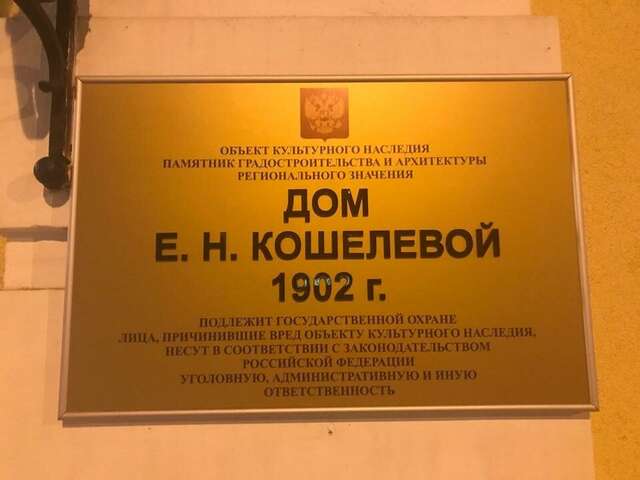 ОБЪЕКТ КУЛЬТУРНОГО НАСЛЕДИЯ
ПАМЯТНИК ГРАДОСТРОИТЕЛЬСТВА И АРХИТЕКТУРЫ
РЕГИОНАЛЬНОГО ЗНАЧЕНИЯ
ДОМ
Е. Н. КОШЕЛЕВОЙ
1902 г.
ПОДЛЕЖИТ ГОСУДАРСТВЕННОЙ ОХРАНЕ
ЛИЦА, ПРИЧИНИВШИЕ ВРЕД ОБЪЕКТУ КУЛЬТУРНОГО НАСЛЕДИЯ,
НЕСУТ В СООТВЕТСТВИИ С ЗАКОНОДАТЕЛЬСТВОМ
РОССИЙСКОЙ ФЕДЕРАЦИИ
УГОЛОВНУЮ, АДМИНИСТРАТИВНУЮ И ИНУЮ
ОТВЕТСТВЕННОСТЬ